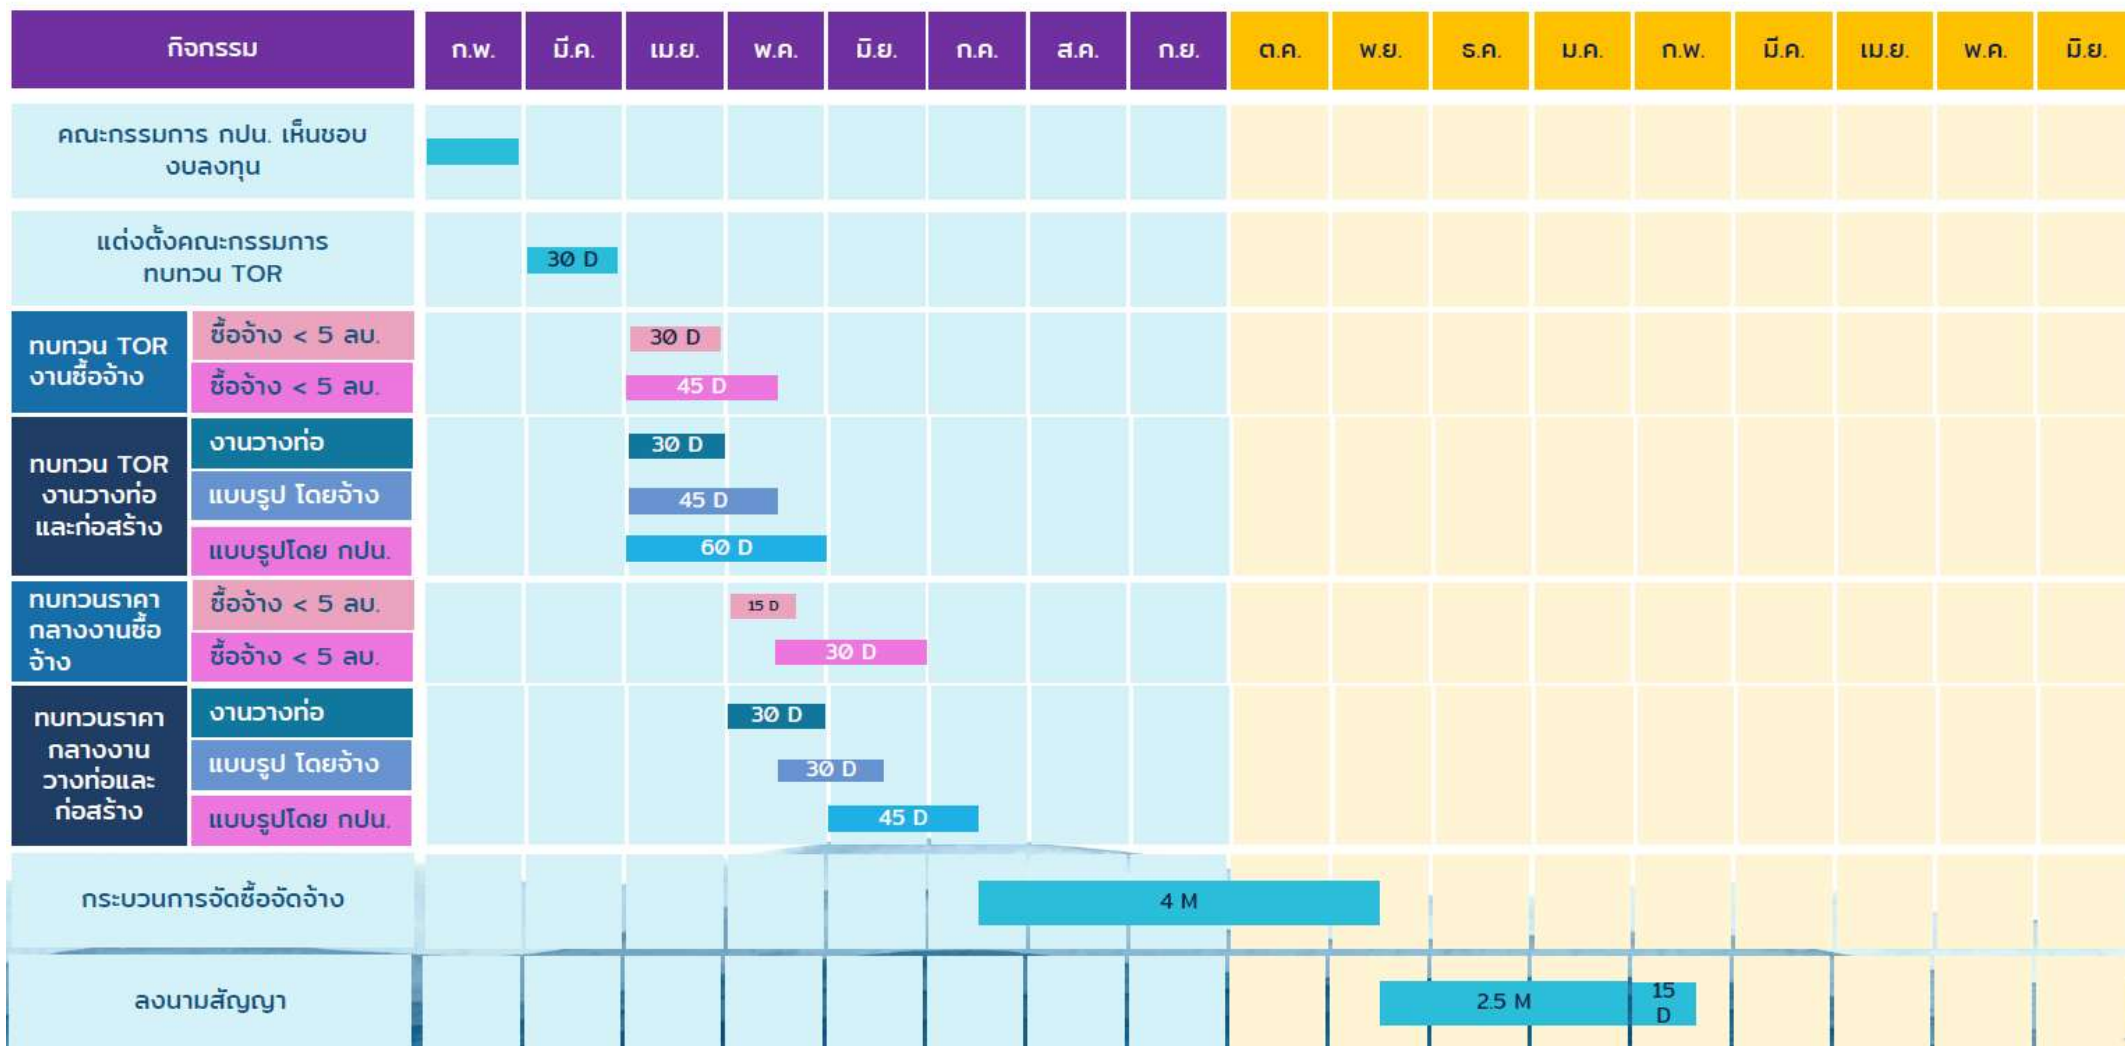 กิจกรรม ก.พ. มี.ค. เม.ย. พ.ค. มิ.ย. ก.ค. ส.ค. ก.ย. ต.ค. พ.ย. ธ.ค. ม.ค. ก.พ. มี.ค. เม.ย. พ.ค. มิ.ย.
คณะกรรมการ กปน. เห็นชอบ
งบลงทุน
แต่งตั้งคณะกรรมการ
ทบทวน TOR
30 D
ทบทวน TOR
งานซื้อจ้าง
ซื้อจ้าง < 5 ลบ.
30 D
ซื้อจ้าง < 5 ลบ.
45 D
ทบทวน TOR
งานวางท่อ
และก่อสร้าง
งานวางท่อ
30 D
แบบรูป โดยจ้าง
45 D
แบบรูปโดย กปน.
60 D
ทบทวนราคา
กลางงานซื้อ
จ้าง
ซื้อจ้าง < 5 ลบ.
15 D
ซื้อจ้าง < 5 ลบ.
30 D
ทบทวนราคา
กลางงาน
วางท่อและ
ก่อสร้าง
งานวางท่อ
30 D
แบบรูป โดยจ้าง
30 D
แบบรูปโดย กปน.
45 D
กระบวนการจัดซื้อจัดจ้าง
4 M
ลงนามสัญญา
2.5 M
15
D